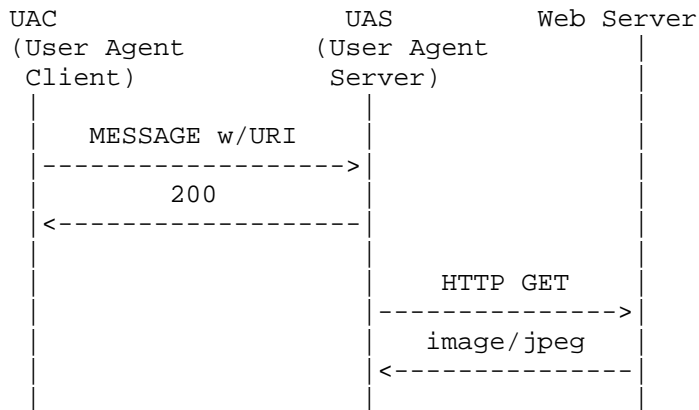 UAC UAS Web Server
(User Agent (User Agent
Client) Server)
MESSAGE w/URI
200
HTTP GET
image/jpeg